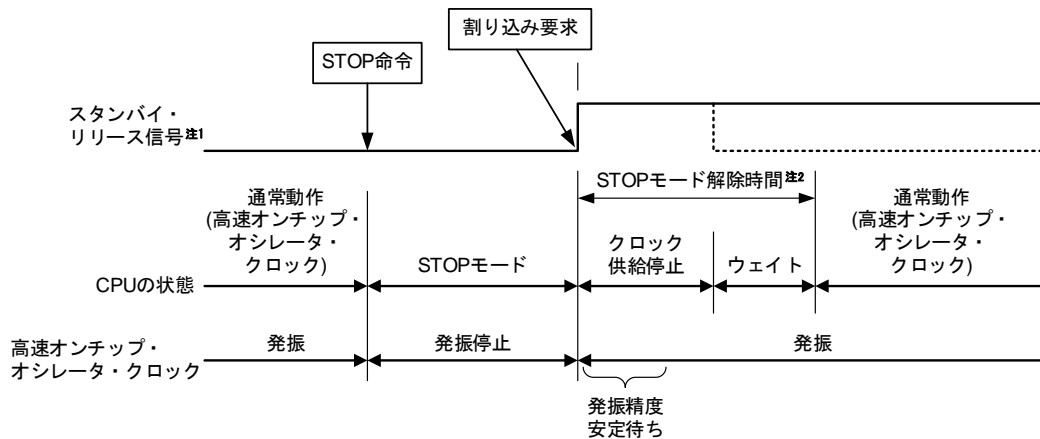 割り込み要求
STOP命令
スタンバイ・
リリース信号注1
STOPモード解除時間注2
通常動作
(高速オンチップ・
オシレータ・
クロック)
STOPモード
クロック
供給停止
ウェイト
通常動作
(高速オンチップ・
オシレータ・
クロック)
CPUの状態
高速オンチップ・
オシレータ・クロック
発振
発振停止
発振
発振精度
安定待ち